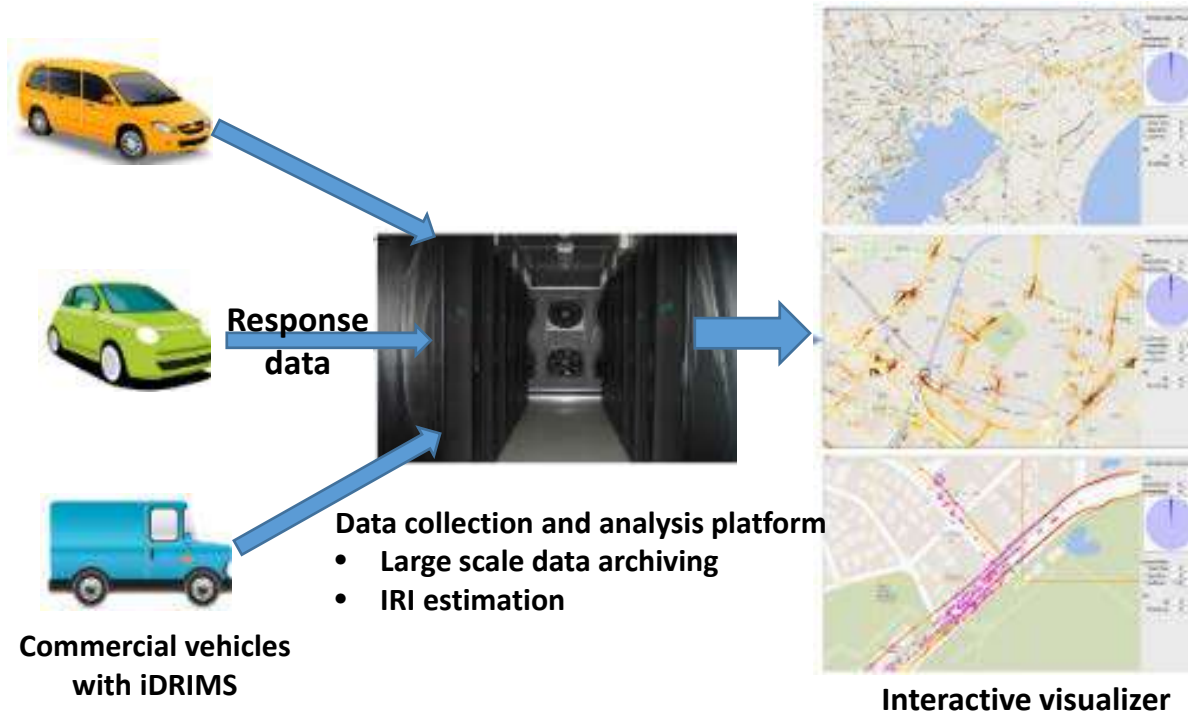 Response
data
Data collection and analysis platform
• Large scale data archiving
• IRI estimation
Commercial vehicles
with iDRIMS
Interactive visualizer